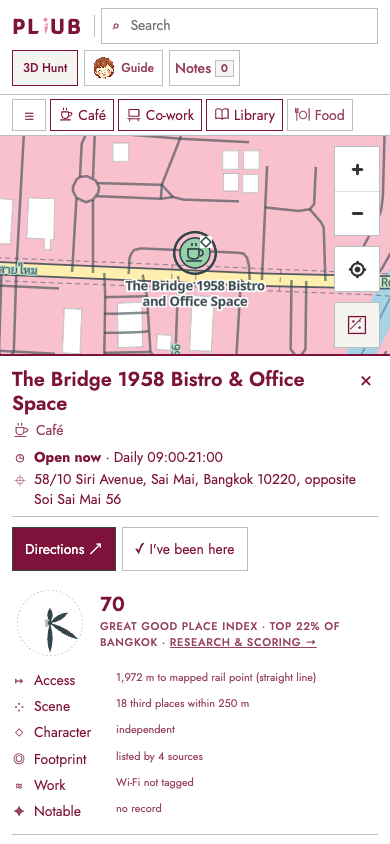 PLIUB
Search
3D Hunt
Guide
Notes 0
Café
Co-work
Library
Food
สายไหม
The Bridge 1958 Bistro
and Office Space
56
The Bridge 1958 Bistro & Office
Space
Café
Open now · Daily 09:00-21:00
58/10 Siri Avenue, Sai Mai, Bangkok 10220, opposite
Soi Sai Mai 56
Directions ↗
✓ I've been here
70
GREAT GOOD PLACE INDEX · TOP 22% OF
BANGKOK · RESEARCH & SCORING →
Access 1,972 m to mapped rail point (straight line)
Scene 18 third places within 250 m
Character independent
Footprint listed by 4 sources
Work Wi-Fi not tagged
Notable no record